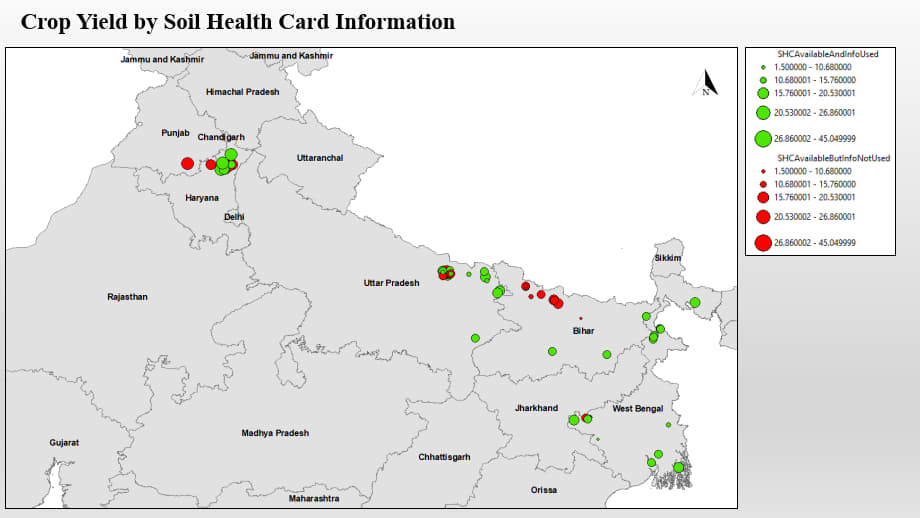 Crop Yield by Soil Health Card Information
Jammu and Kashmir
Jammu and Kashmir
Himachal Pradesh
Punjab
Chandigarh
Uttaranchal
Haryana
Delhi
Rajasthan
Uttar Pradesh
Sikkim
Bihar
Jharkhand
West Bengal
Madhya Pradesh
Gujarat
Chhattisgarh
Orissa
Maharashtra
N
SHCAvailableAndInfoUsed
1.500000 - 10.680000
10.680001 - 15.760000
15.760001 - 20.530001
20.530002 - 26.860001
26.860002 - 45.049999
SHCAvailableButInfoNotUsed
1.500000 - 10.680000
10.680001 - 15.760000
15.760001 - 20.530001
20.530002 - 26.860001
26.860002 - 45.049999